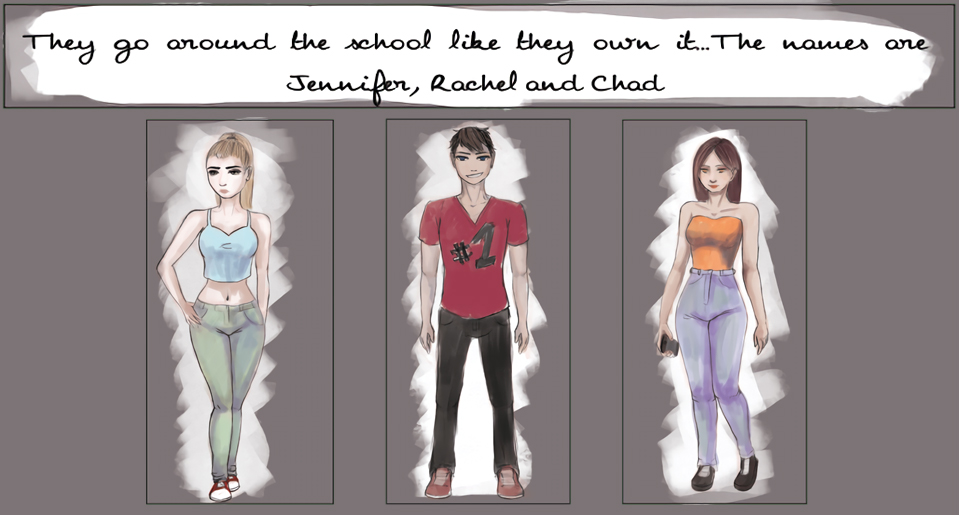 They go around the school like they own it...The names are
Jennifer, Rachel and Chad
#1